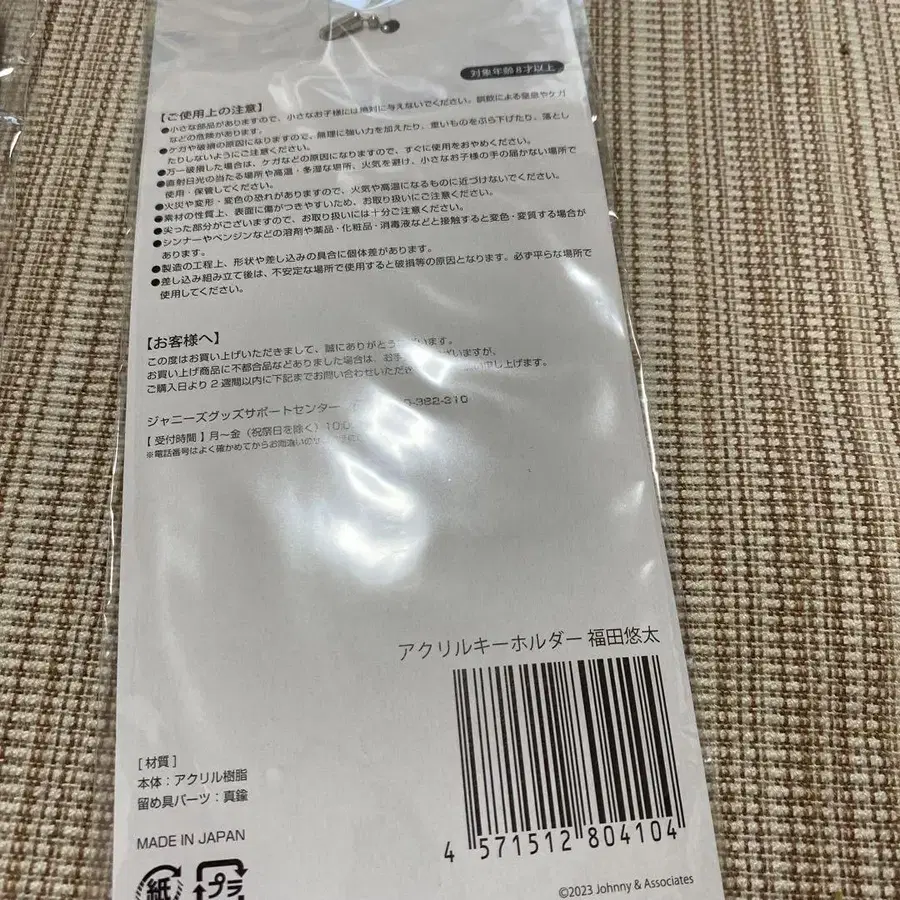 対象年齢8才以上
【ご使用上の注意】
●小さな部品がありますので、小さなお子様には絶対に与えないでください。誤飲による窒息やケガ
などの危険があります。
●ケガや破損の原因になりますので、無理に強い力を加えたり、重いものをぶら下げたり、落とし
たりしないようにご注意ください。
●万一破損した場合は、ケガなどの原因になりますので、すぐに使用をおやめください。
●直射日光の当たる場所や高温・多湿な場所、火気を避け、小さなお子様の手の届かない場所で
使用・保管してください。
●火災や変形・変色の恐れがありますので、火気や高温になるものに近づけないでください。
●素材の性質上、表面に傷がつきやすいため、お取り扱いにご注意ください。
●尖った部分がございますので、お取り扱いには十分ご注意ください。
●シンナーやベンジンなどの溶剤や薬品・化粧品・消毒液などと接触すると変色・変質する場合が
あります。
●製造の工程上、形状や差し込みの具合に個体差があります。
●差し込み組み立て後は、不安定な場所で使用すると破損等の原因となります。必ず平らな場所で
使用してください。
【お客様へ】
この度はお買い上げいただきまして、誠にありがとうございます。
お買い上げ商品に不都合品などありました場合は、お手 ざいますが、
ご購入日より2週間以内に下記までお問い合わせいただ 申し上げます。
ジャニーズグッズサポートセンター -382-310
【受付時間】月〜金（祝祭日を除く）10:0
※電話番号はよく確かめてからお間違いの
アクリルキーホルダー 福田悠太
[材質]
本体：アクリル樹脂
留め具パーツ：真鍮
MADE IN JAPAN
4 571512 804104
紙 プラ
©2023 Johnny & Associates